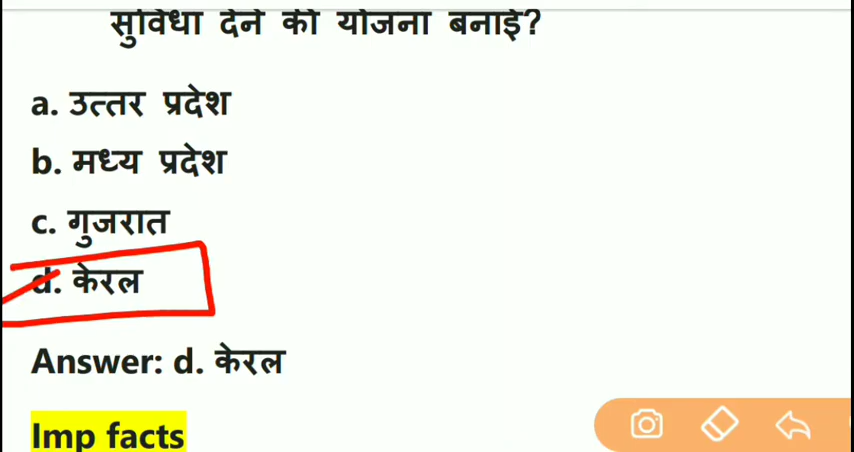 सुविधा देने की योजना बनाई?
a. उत्तर प्रदेश
b. मध्य प्रदेश
c. गुजरात
d. केरल
Answer: d. केरल
Imp facts